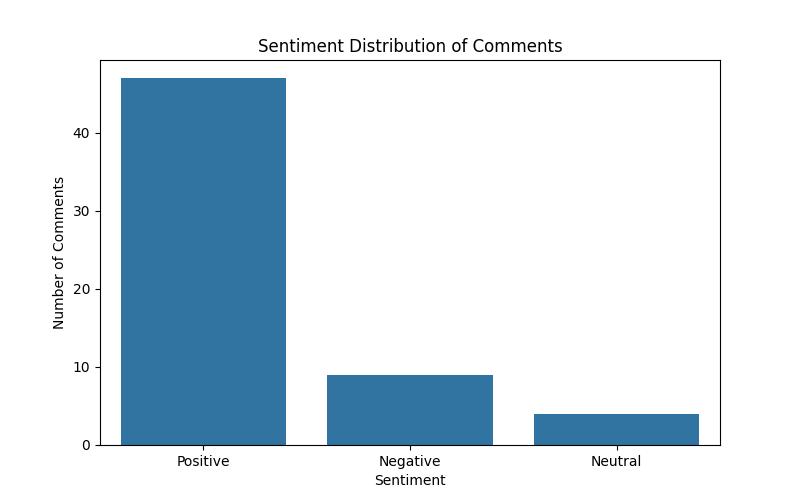 Sentiment Distribution of Comments
Number of Comments
40
30
20
10
0
Positive Negative Neutral
Sentiment